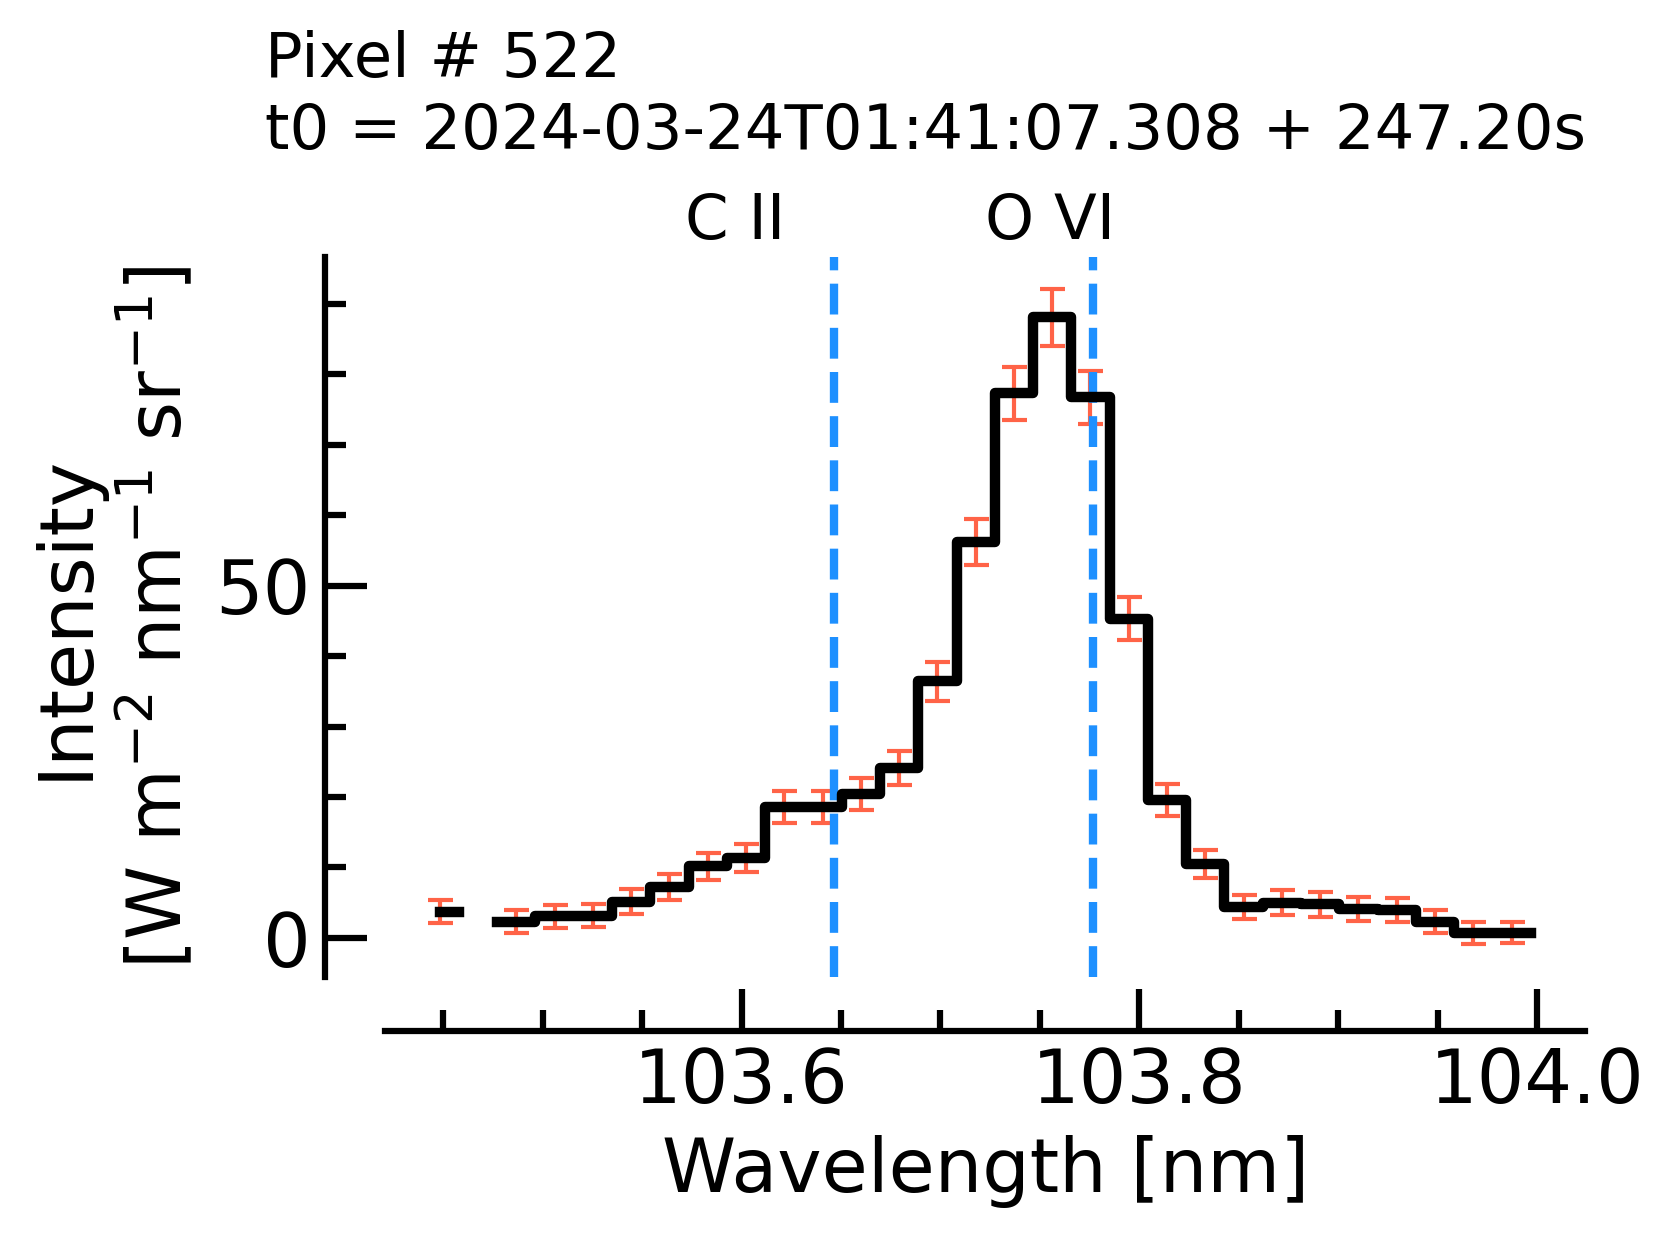 Pixel # 522
t0 = 2024-03-24T01:41:07.308 + 247.20s
C II O VI
Intensity
[W m⁻² nm⁻¹ sr⁻¹]
50
0
103.6 103.8 104.0
Wavelength [nm]